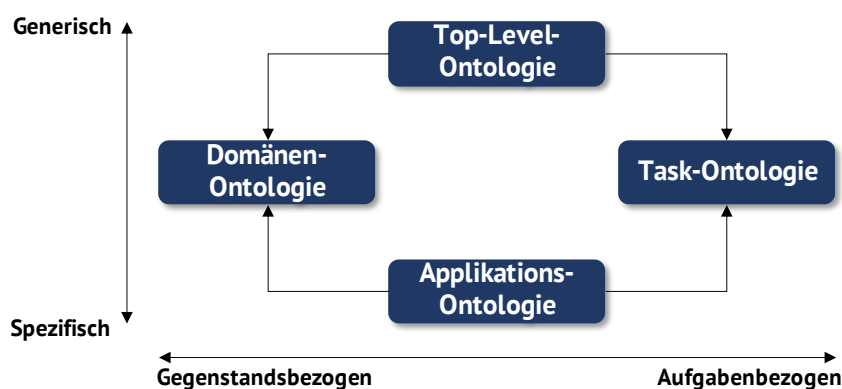 Generisch
Top-Level-
Ontologie
Domänen-
Ontologie
Task-Ontologie
Applikations-
Ontologie
Spezifisch
Gegenstandsbezogen
Aufgabenbezogen